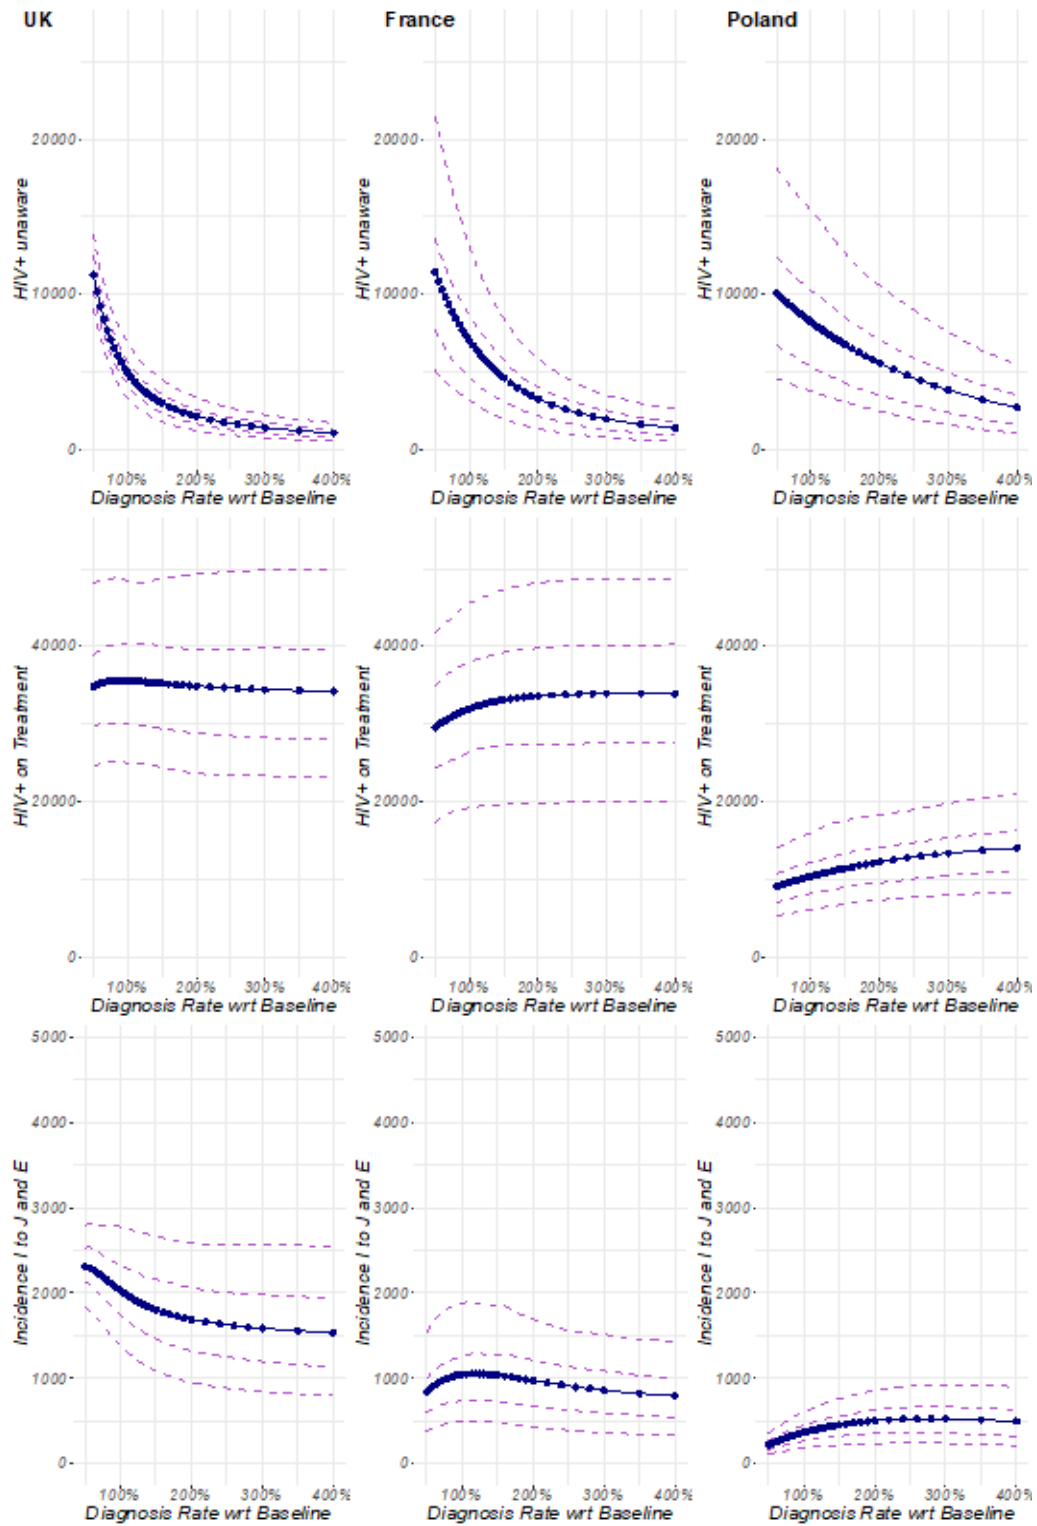 UK France Poland
HIV+ unaware HIV+ unaware HIV+ unaware
20000 20000 20000
10000 10000 10000
0 0 0
100% 200% 300% 400% 100% 200% 300% 400% 100% 200% 300% 400%
Diagnosis Rate wrt Baseline Diagnosis Rate wrt Baseline Diagnosis Rate wrt Baseline
HIV+ on Treatment HIV+ on Treatment HIV+ on Treatment
40000 40000 40000
20000 20000 20000
0 0 0
100% 200% 300% 400% 100% 200% 300% 400% 100% 200% 300% 400%
Diagnosis Rate wrt Baseline Diagnosis Rate wrt Baseline Diagnosis Rate wrt Baseline
Incidence I to J and E Incidence I to J and E Incidence I to J and E
5000 5000 5000
4000 4000 4000
3000 3000 3000
2000 2000 2000
1000 1000 1000
0 0 0
100% 200% 300% 400% 100% 200% 300% 400% 100% 200% 300% 400%
Diagnosis Rate wrt Baseline Diagnosis Rate wrt Baseline Diagnosis Rate wrt Baseline